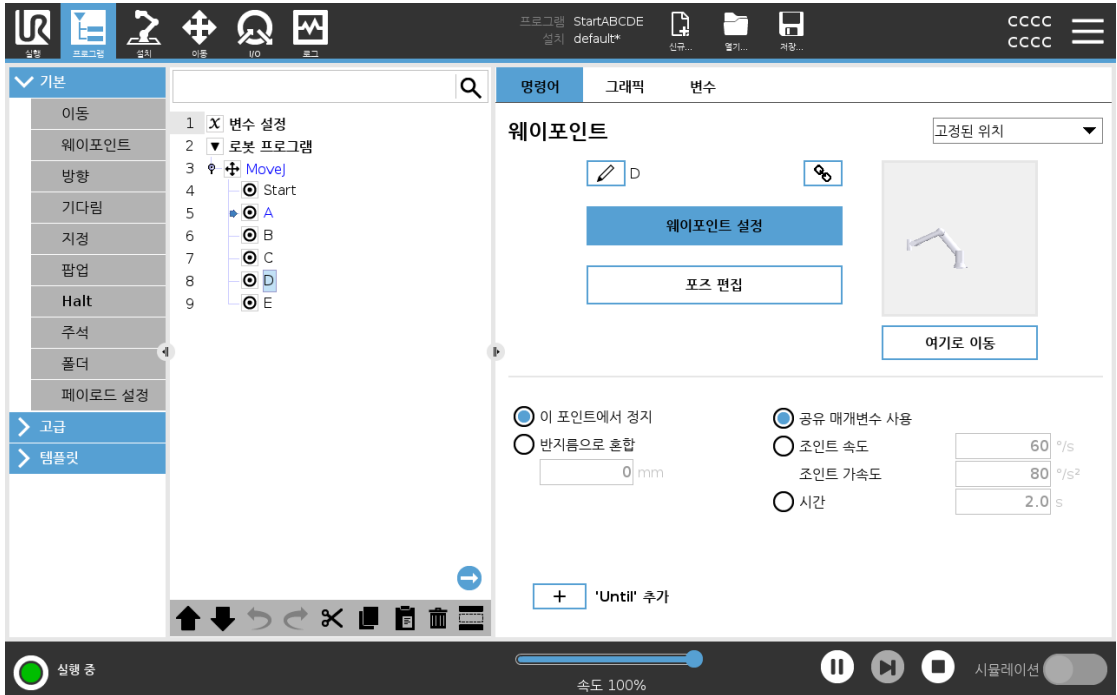 UR
실행
프로그램
설치
이동
I/O
로그
프로그램 StartABCDE
설치 default*
신규...
열기...
저장...
CCCC
CCCC
기본
이동
웨이포인트
방향
기다림
지정
팝업
Halt
주석
폴더
페이로드 설정
고급
템플릿
1 X 변수 설정
2 ▼ 로봇 프로그램
3 MoveJ
4 Start
5 A
6 B
7 C
8 D
9 E
명령어
그래픽
변수
웨이포인트
고정된 위치
D
웨이포인트 설정
포즈 편집
여기로 이동
이 포인트에서 정지
반지름으로 혼합
0 mm
공유 매개변수 사용
조인트 속도 60 °/s
조인트 가속도 80 °/s²
시간 2.0 s
+ 'Until' 추가
실행 중
속도 100%
시뮬레이션